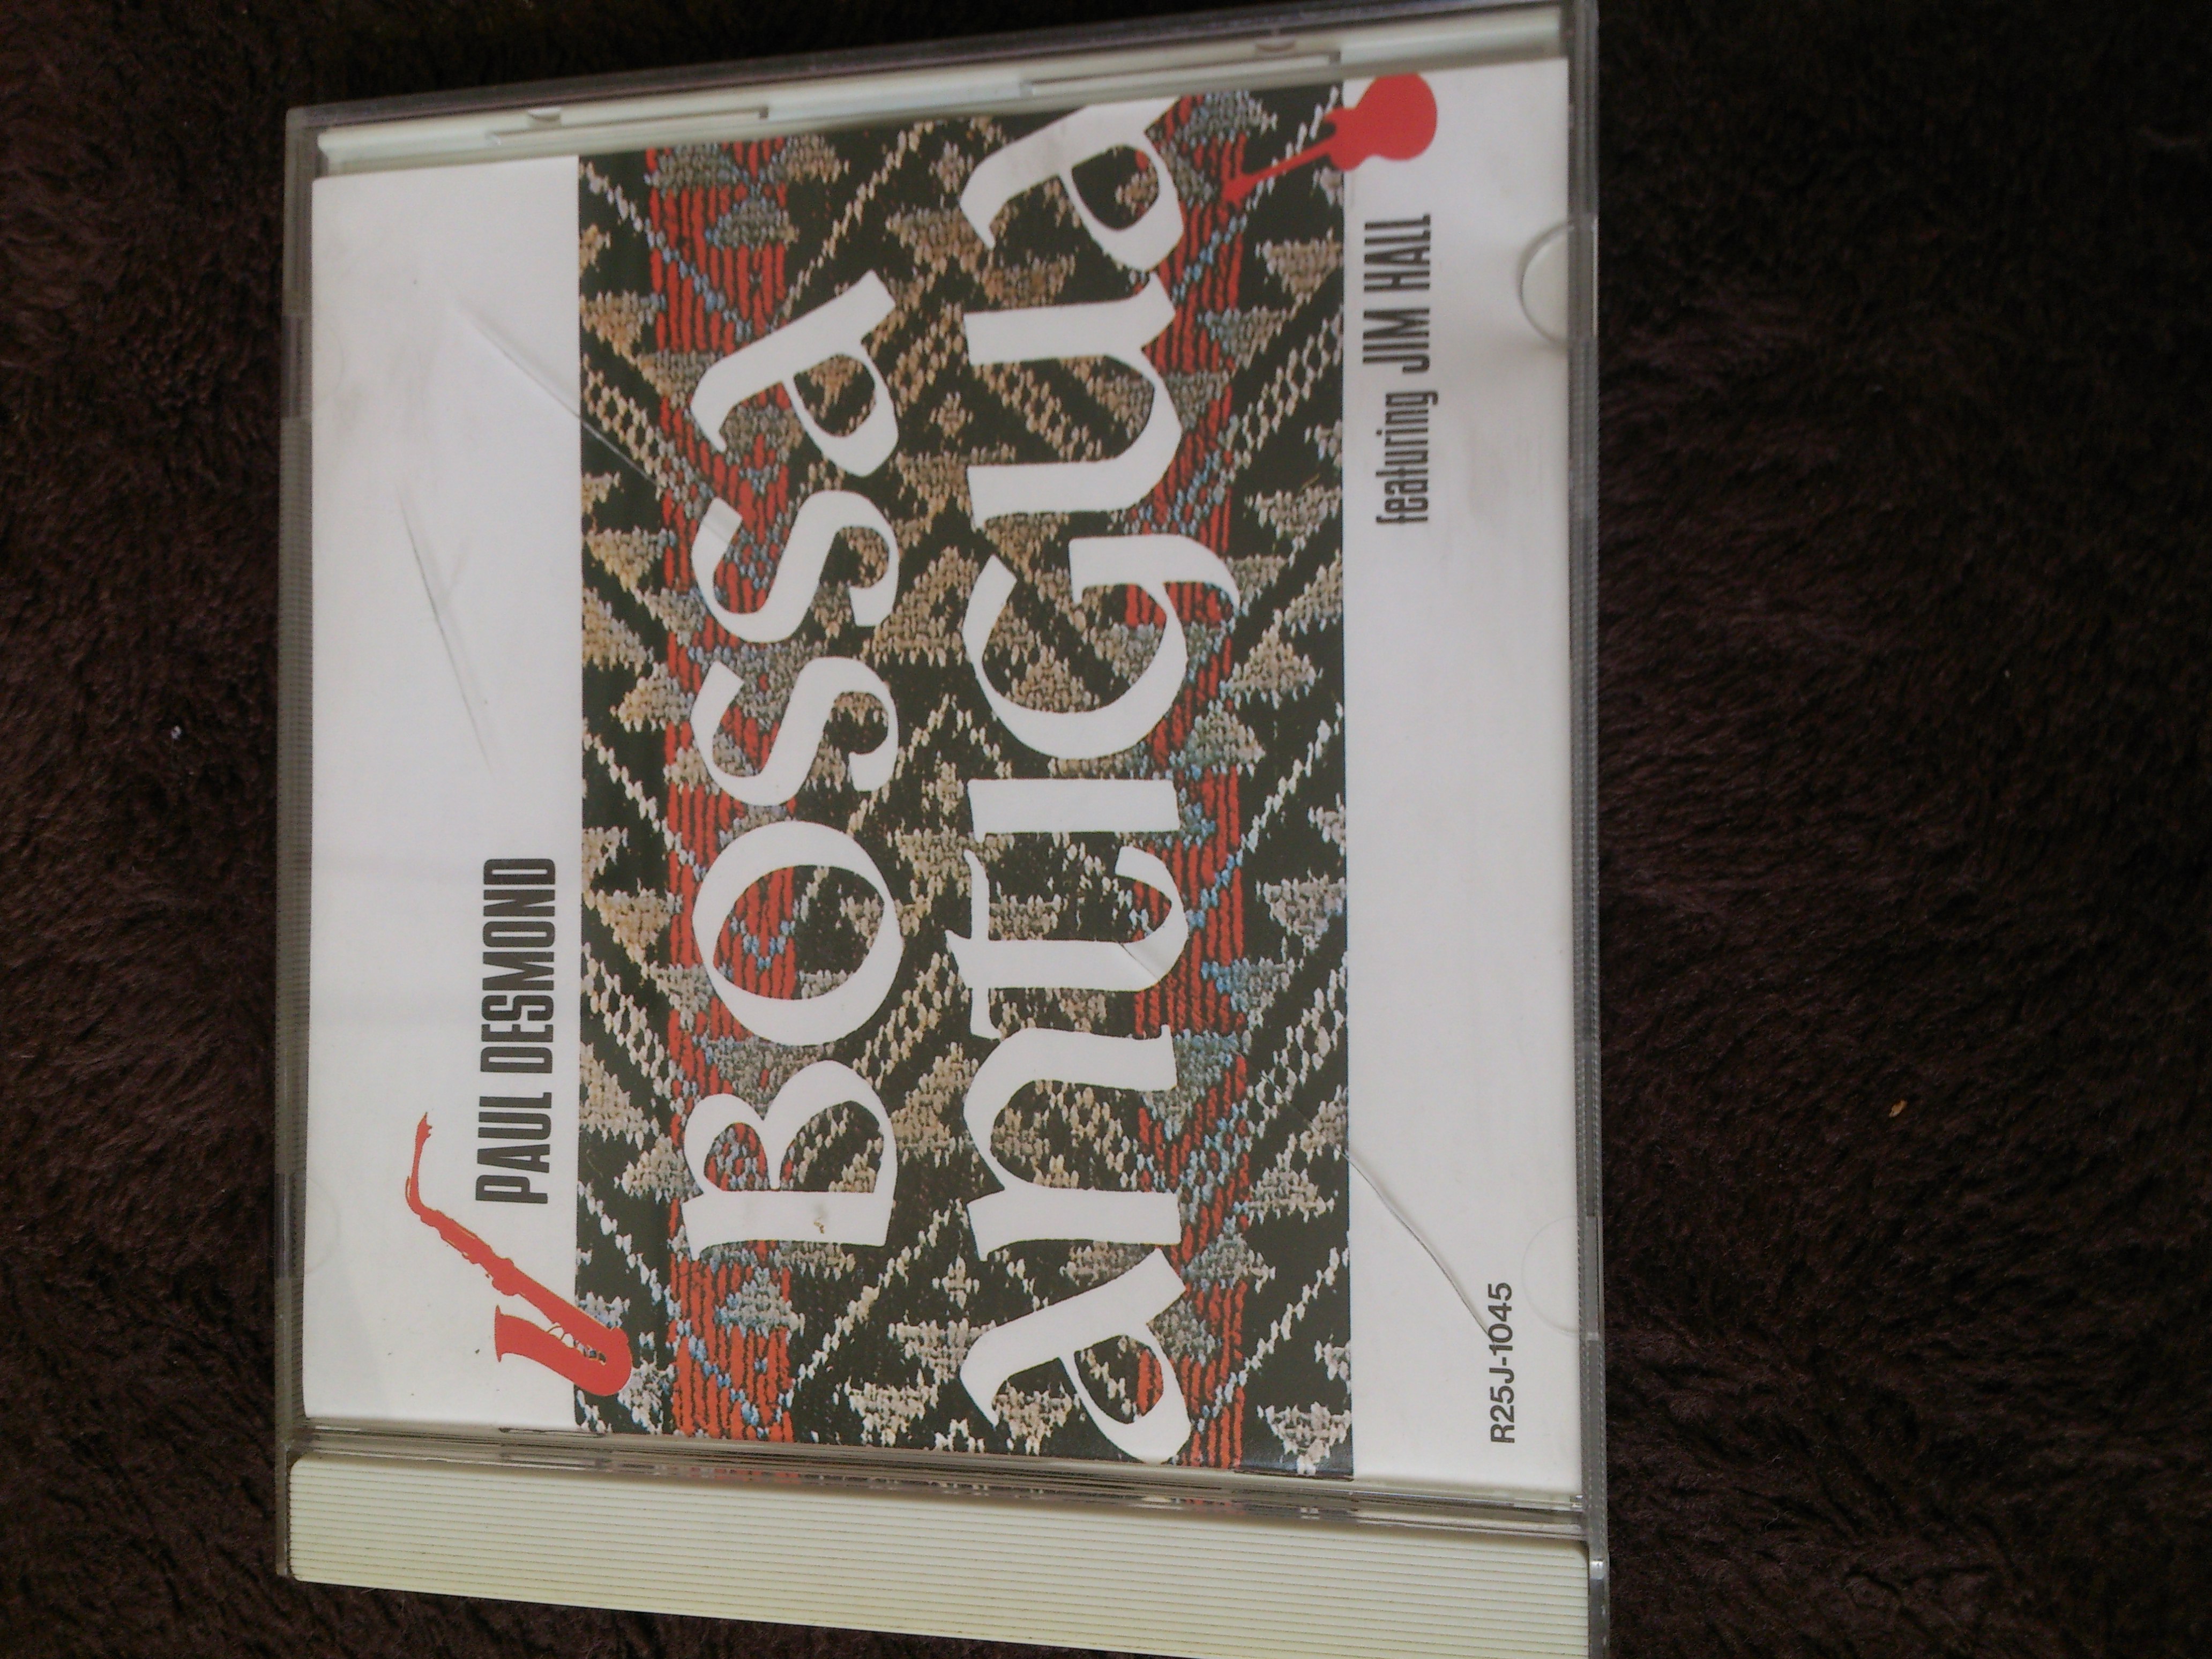 PAUL DESMOND
BOSSA
antigua
featuring JIM HALL
R25J-1045